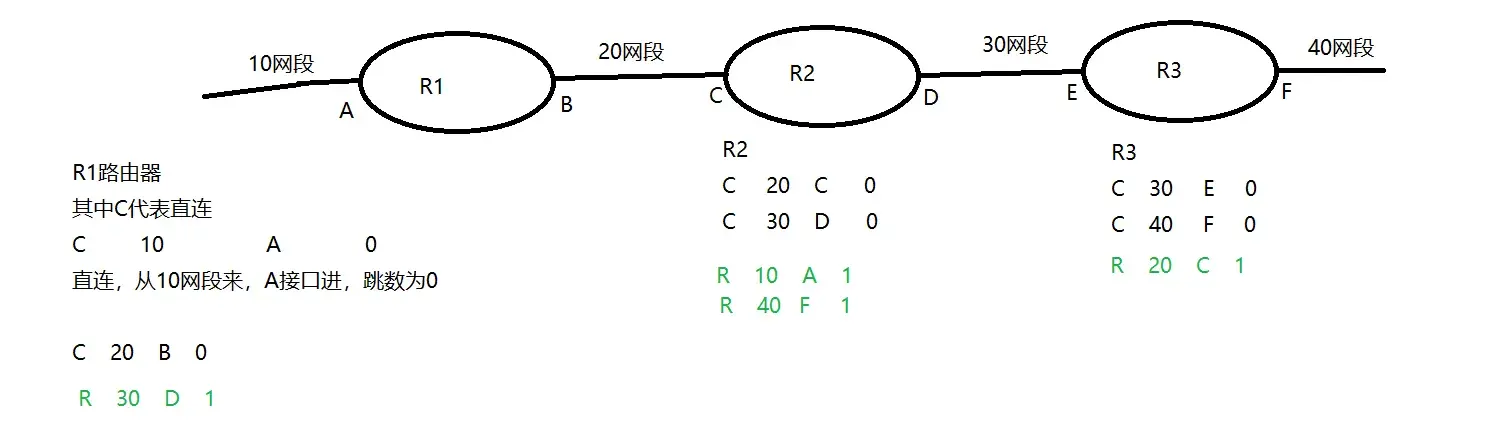 10网段
20网段
30网段
40网段
R1
R2
R3
A
B
C
D
E
F
R1路由器
其中C代表直连
C 10 A 0
直连，从10网段来，A接口进，跳数为0
C 20 B 0
R 30 D 1
R2
C 20 C 0
C 30 D 0
R 10 A 1
R 40 F 1
R3
C 30 E 0
C 40 F 0
R 20 C 1